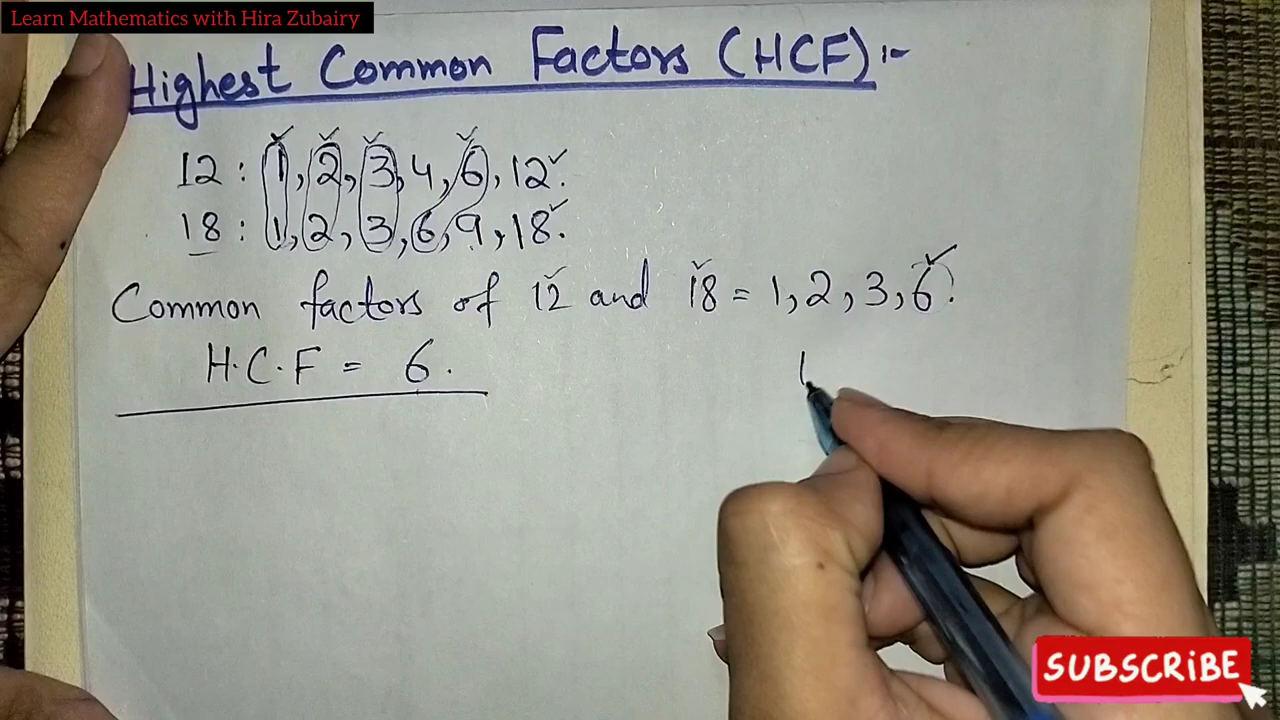 Learn Mathematics with Hira Zubairy
Highest Common Factors (HCF):-
12 : 1, 2, 3, 4, 6, 12.
18 : 1, 2, 3, 6, 9, 18.
Common factors of 12 and 18 = 1, 2, 3, 6.
H.C.F = 6.
SUBSCRIBE